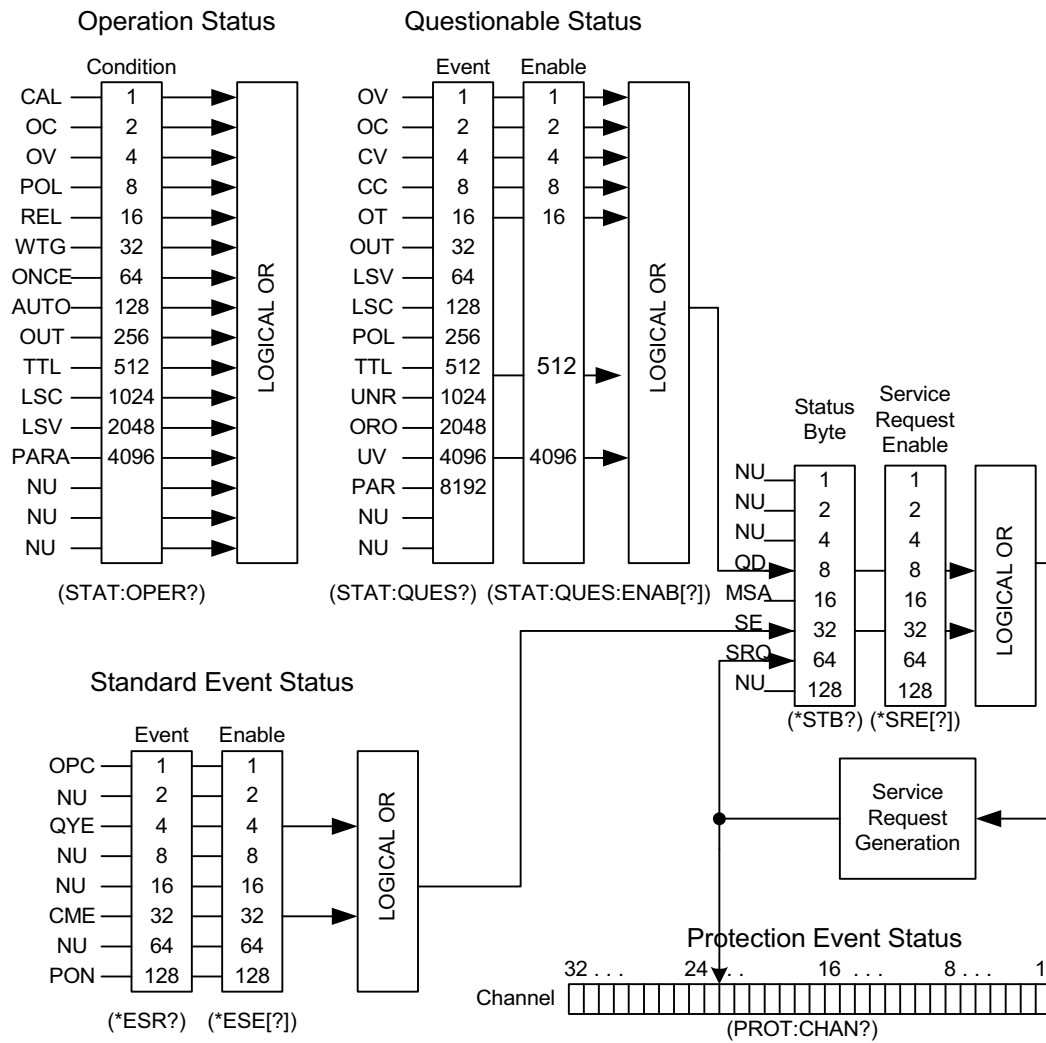 Operation Status
Condition
CAL 1
OC 2
OV 4
POL 8
REL 16
WTG 32
ONCE 64
AUTO 128
OUT 256
TTL 512
LSC 1024
LSV 2048
PARA 4096
NU
NU
NU
LOGICAL OR
(STAT:OPER?)
Questionable Status
Event Enable
OV 1 1
OC 2 2
CV 4 4
CC 8 8
OT 16 16
OUT 32
LSV 64
LSC 128
POL 256
TTL 512 512
UNR 1024
ORO 2048
UV 4096 4096
PAR 8192
NU
NU
LOGICAL OR
(STAT:QUES?) (STAT:QUES:ENAB[?])
Status Byte
Service Request Enable
NU 1 1
NU 2 2
NU 4 4
QD 8 8
MSA 16 16
SE 32 32
SRQ 64 64
NU 128 128
LOGICAL OR
(*STB?) (*SRE[?])
Standard Event Status
Event Enable
OPC 1 1
NU 2 2
QYE 4 4
NU 8 8
NU 16 16
CME 32 32
NU 64 64
PON 128 128
LOGICAL OR
(*ESR?) (*ESE[?])
Service
Request
Generation
Protection Event Status
32 . . . 24 . . . 16 . . . 8 . . . 1
Channel
(PROT:CHAN?)